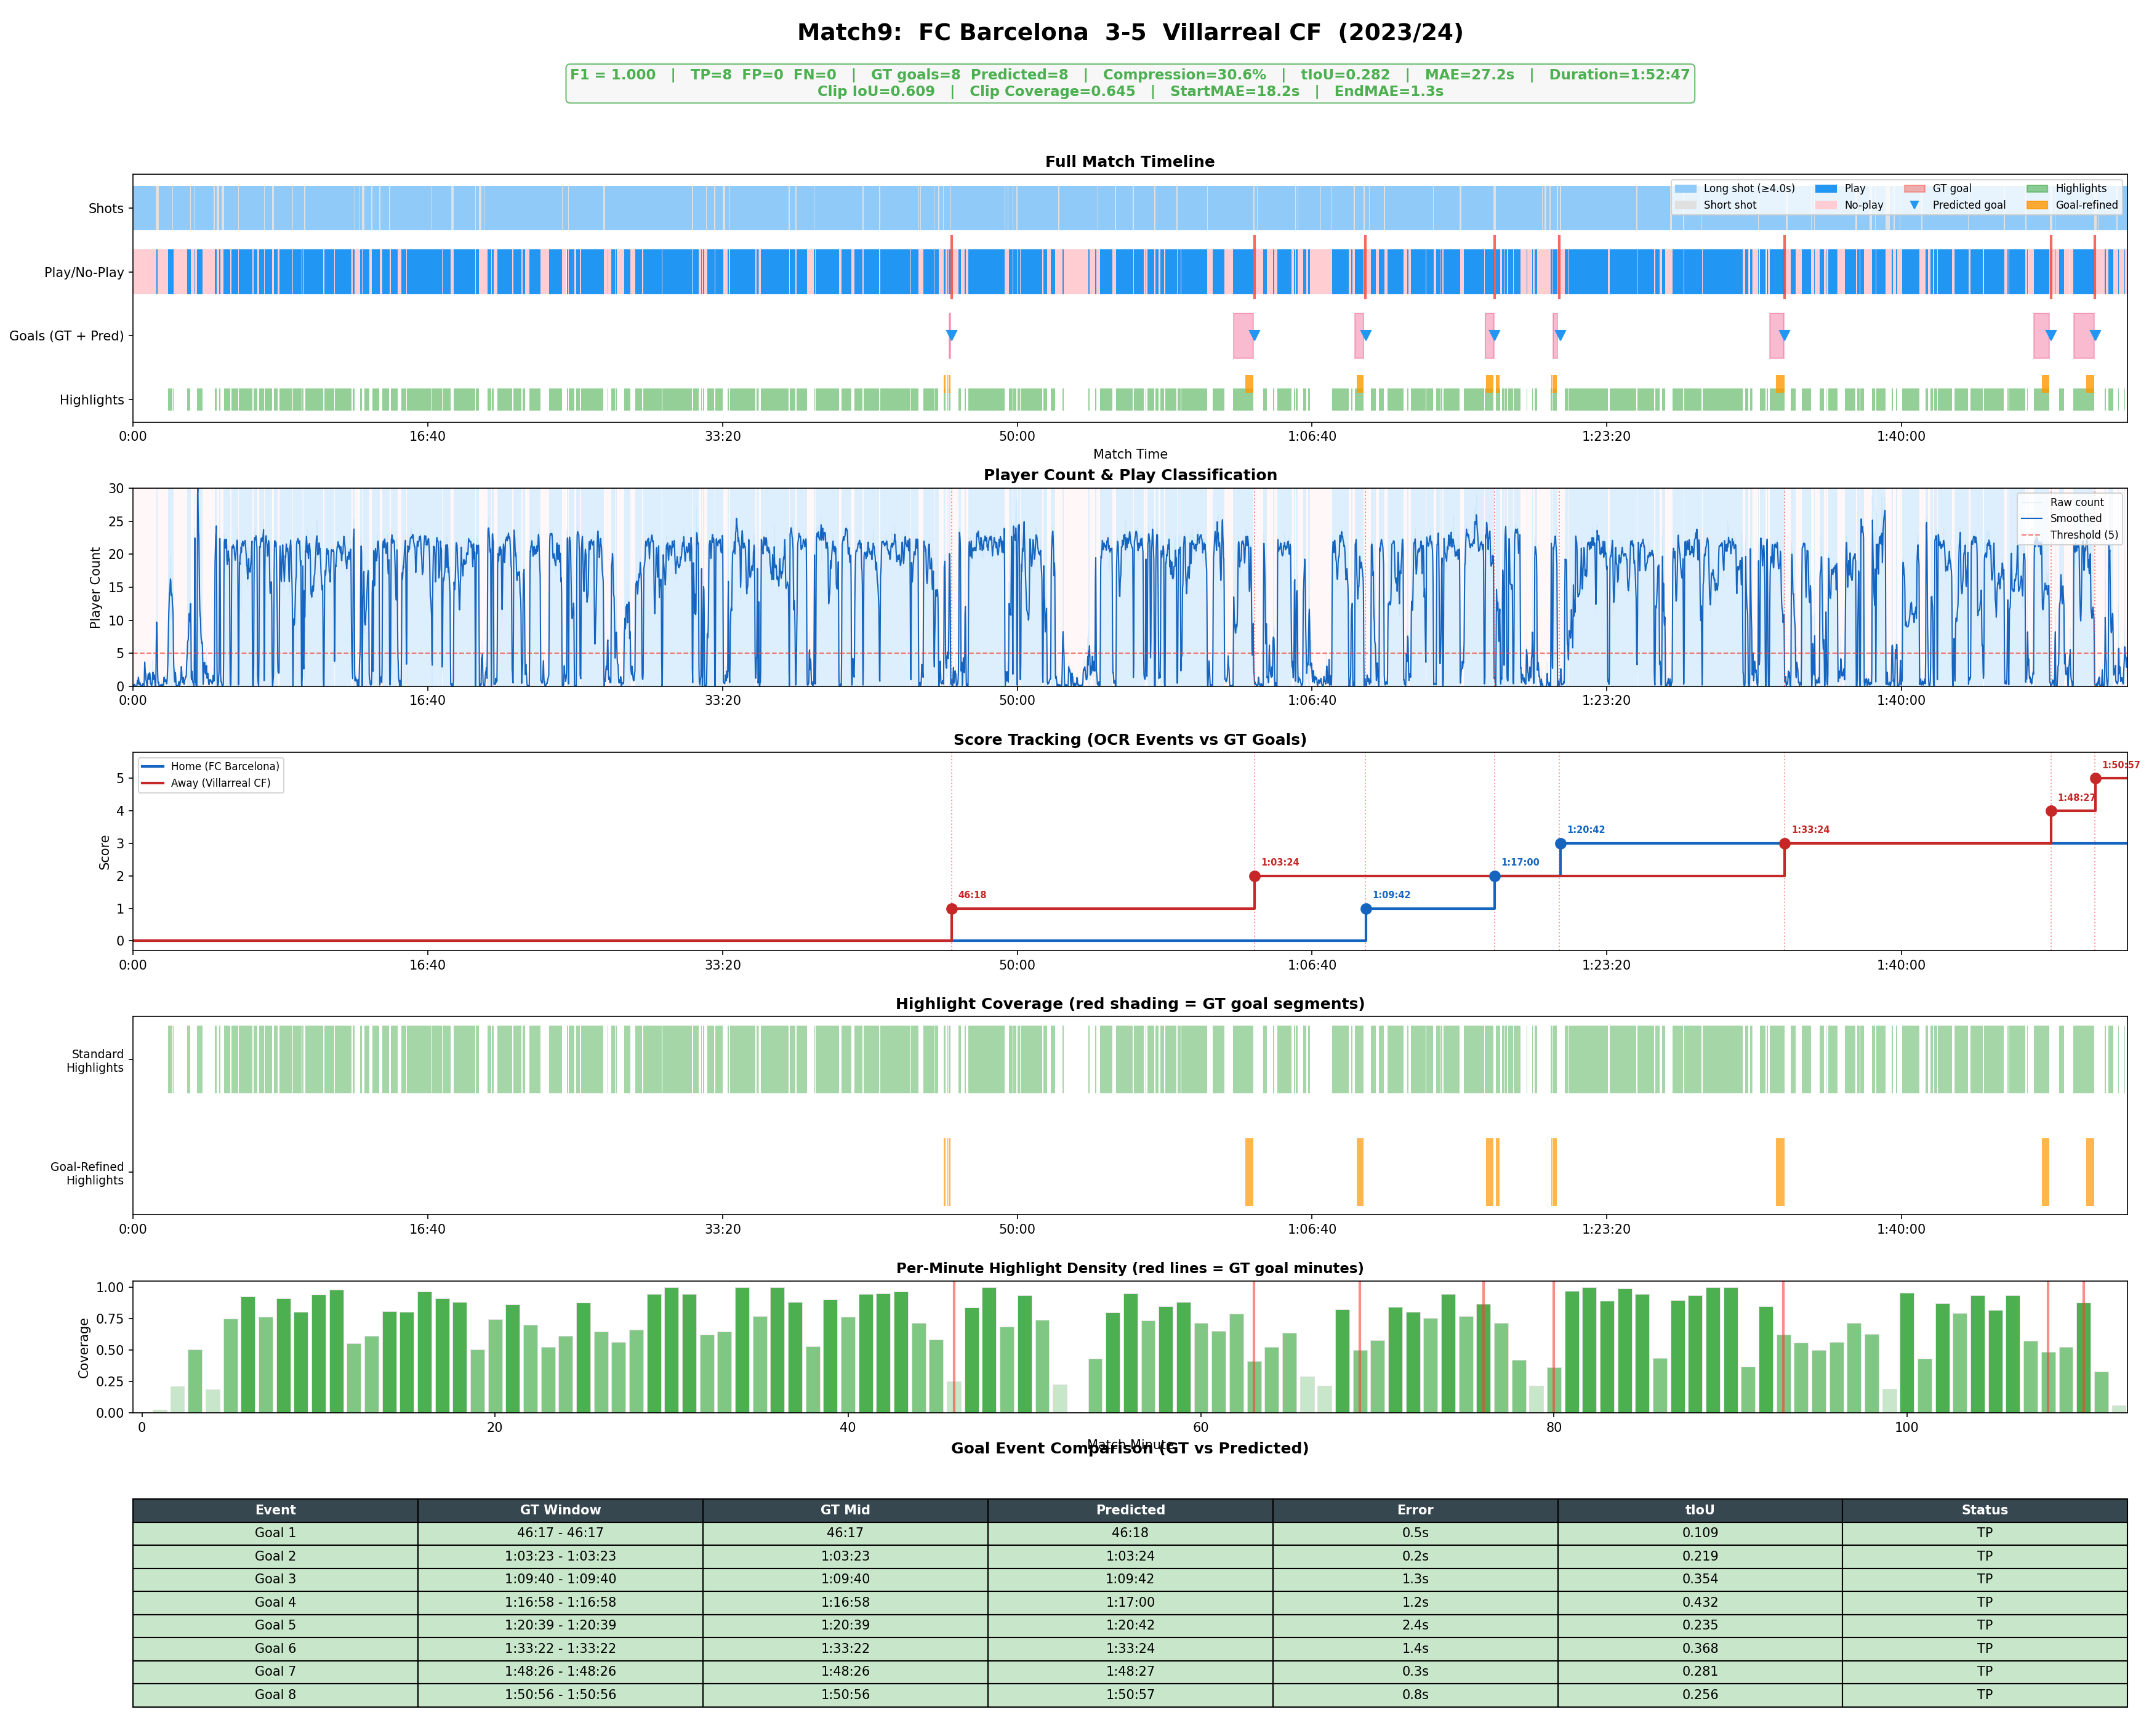 Match9:  FC Barcelona  3-5  Villarreal CF  (2023/24)
F1 = 1.000   |   TP=8  FP=0  FN=0   |   GT goals=8  Predicted=8   |   Compression=30.6%   |   tIoU=0.282   |   MAE=27.2s   |   Duration=1:52:47
Clip IoU=0.609   |   Clip Coverage=0.645   |   StartMAE=18.2s   |   EndMAE=1.3s
Full Match Timeline
Shots
Long shot (≥4.0s) Play GT goal Highlights
Short shot No-play Predicted goal Goal-refined
Play/No-Play
Goals (GT + Pred)
Highlights
0:00 16:40 33:20 50:00 1:06:40 1:23:20 1:40:00
Match Time
Player Count & Play Classification
Player Count
30
25
20
15
10
5
0
Raw count
Smoothed
Threshold (5)
0:00 16:40 33:20 50:00 1:06:40 1:23:20 1:40:00
Score Tracking (OCR Events vs GT Goals)
Score
5
4
3
2
1
0
Home (FC Barcelona)
Away (Villarreal CF)
46:18
1:03:24
1:09:42
1:17:00
1:20:42
1:33:24
1:48:27
1:50:57
0:00 16:40 33:20 50:00 1:06:40 1:23:20 1:40:00
Highlight Coverage (red shading = GT goal segments)
Standard
Highlights
Goal-Refined
Highlights
0:00 16:40 33:20 50:00 1:06:40 1:23:20 1:40:00
Per-Minute Highlight Density (red lines = GT goal minutes)
Coverage
1.00
0.75
0.50
0.25
0.00
0 20 40 60 80 100
Match Minute
Goal Event Comparison (GT vs Predicted)
Event GT Window GT Mid Predicted Error tIoU Status
Goal 1 46:17 - 46:17 46:17 46:18 0.5s 0.109 TP
Goal 2 1:03:23 - 1:03:23 1:03:23 1:03:24 0.2s 0.219 TP
Goal 3 1:09:40 - 1:09:40 1:09:40 1:09:42 1.3s 0.354 TP
Goal 4 1:16:58 - 1:16:58 1:16:58 1:17:00 1.2s 0.432 TP
Goal 5 1:20:39 - 1:20:39 1:20:39 1:20:42 2.4s 0.235 TP
Goal 6 1:33:22 - 1:33:22 1:33:22 1:33:24 1.4s 0.368 TP
Goal 7 1:48:26 - 1:48:26 1:48:26 1:48:27 0.3s 0.281 TP
Goal 8 1:50:56 - 1:50:56 1:50:56 1:50:57 0.8s 0.256 TP